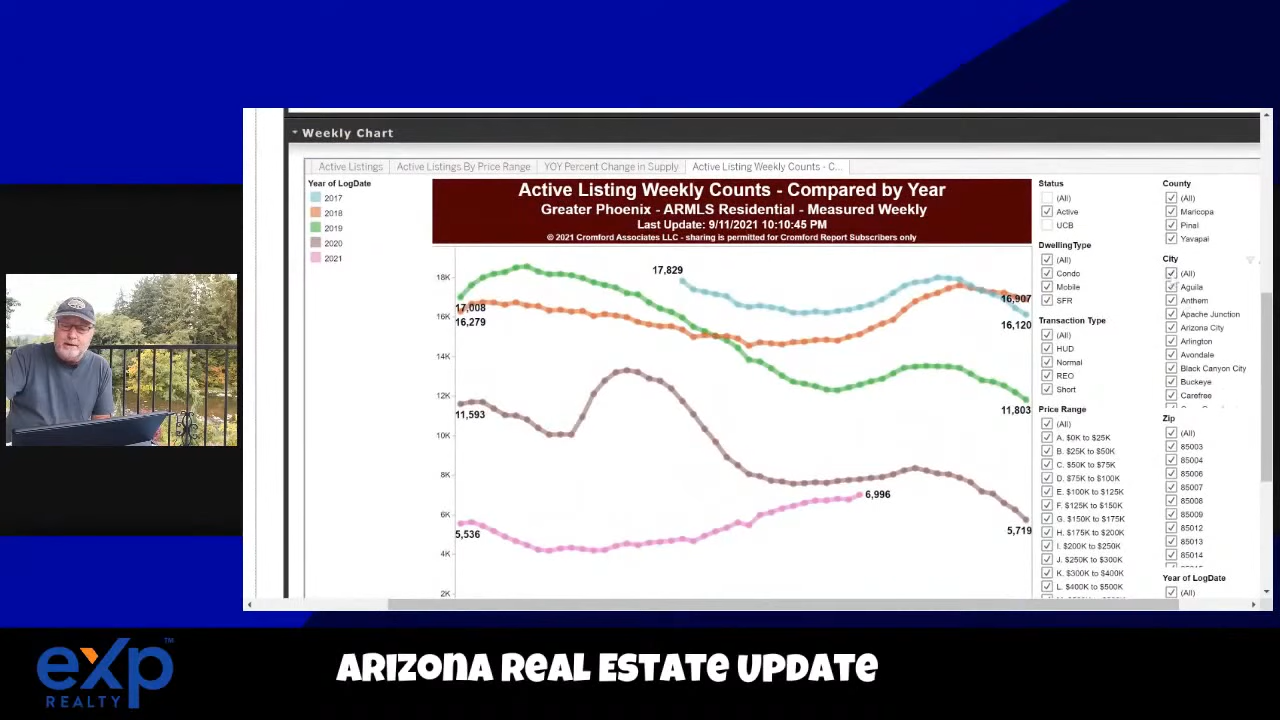 Weekly Chart
Active Listings
Active Listings By Price Range
YOY Percent Change in Supply
Active Listing Weekly Counts - C...
Year of LogDate
2017
2018
2019
2020
2021
Active Listing Weekly Counts - Compared by Year
Greater Phoenix - ARMLS Residential - Measured Weekly
Last Update: 9/11/2021 10:10:45 PM
© 2021 Cromford Associates LLC - sharing is permitted for Cromford Report Subscribers only
18K
16K
14K
12K
10K
8K
6K
4K
2K
17,829
17,008
16,279
16,907
16,120
11,593
11,803
6,996
5,536
5,719
Status
(All)
Active
UCB
DwellingType
(All)
Condo
Mobile
SFR
Transaction Type
(All)
HUD
Normal
REO
Short
Price Range
(All)
A. $0K to $25K
B. $25K to $50K
C. $50K to $75K
D. $75K to $100K
E. $100K to $125K
F. $125K to $150K
G. $150K to $175K
H. $175K to $200K
I. $200K to $250K
J. $250K to $300K
K. $300K to $400K
L. $400K to $500K
County
(All)
Maricopa
Pinal
Yavapai
City
(All)
Aguila
Anthem
Apache Junction
Arizona City
Arlington
Avondale
Black Canyon City
Buckeye
Carefree
Zip
(All)
85003
85004
85006
85007
85008
85009
85012
85013
85014
Year of LogDate
(All)
eXp
TM
REALTY
ARIZONA REAL ESTATE UPDATE